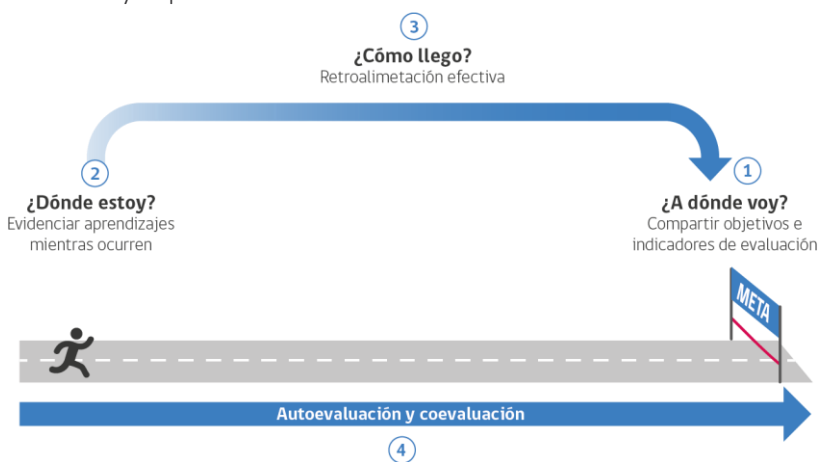 3
¿Cómo llego?
Retroalimetación efectiva
2
¿Dónde estoy?
Evidenciar aprendizajes
mientras ocurren
1
¿A dónde voy?
Compartir objetivos e
indicadores de evaluación
META
Autoevaluación y coevaluación
4